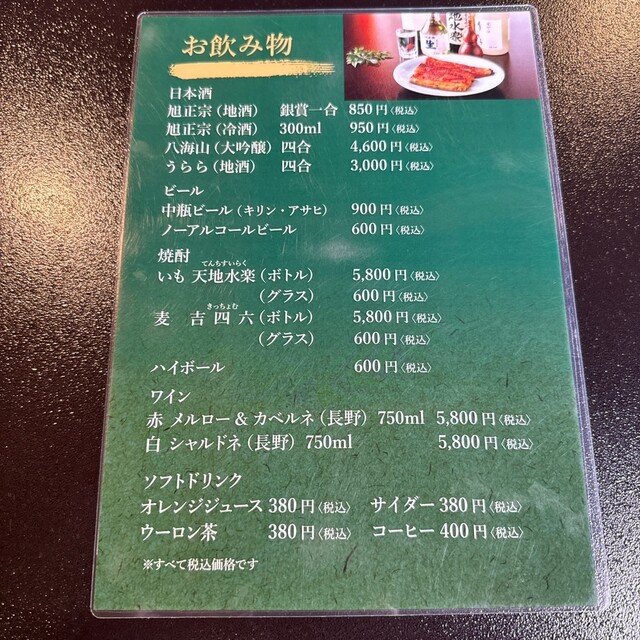 お飲み物
日本酒
旭正宗（地酒） 銀賞一合 850円〈税込〉
旭正宗（冷酒） 300ml 950円〈税込〉
八海山（大吟醸） 四合 4,600円〈税込〉
うらら（地酒） 四合 3,000円〈税込〉
ビール
中瓶ビール（キリン・アサヒ） 900円〈税込〉
ノーアルコールビール 600円〈税込〉
焼酎
てんちすいらく
いも 天地水楽（ボトル） 5,800円〈税込〉
（グラス） 600円〈税込〉
きっちょむ
麦 吉四六（ボトル） 5,800円〈税込〉
（グラス） 600円〈税込〉
ハイボール 600円〈税込〉
ワイン
赤 メルロー＆カベルネ（長野） 750ml 5,800円〈税込〉
白 シャルドネ（長野） 750ml 5,800円〈税込〉
ソフトドリンク
オレンジジュース 380円〈税込〉 サイダー 380円〈税込〉
ウーロン茶 380円〈税込〉 コーヒー 400円〈税込〉
※すべて税込価格です